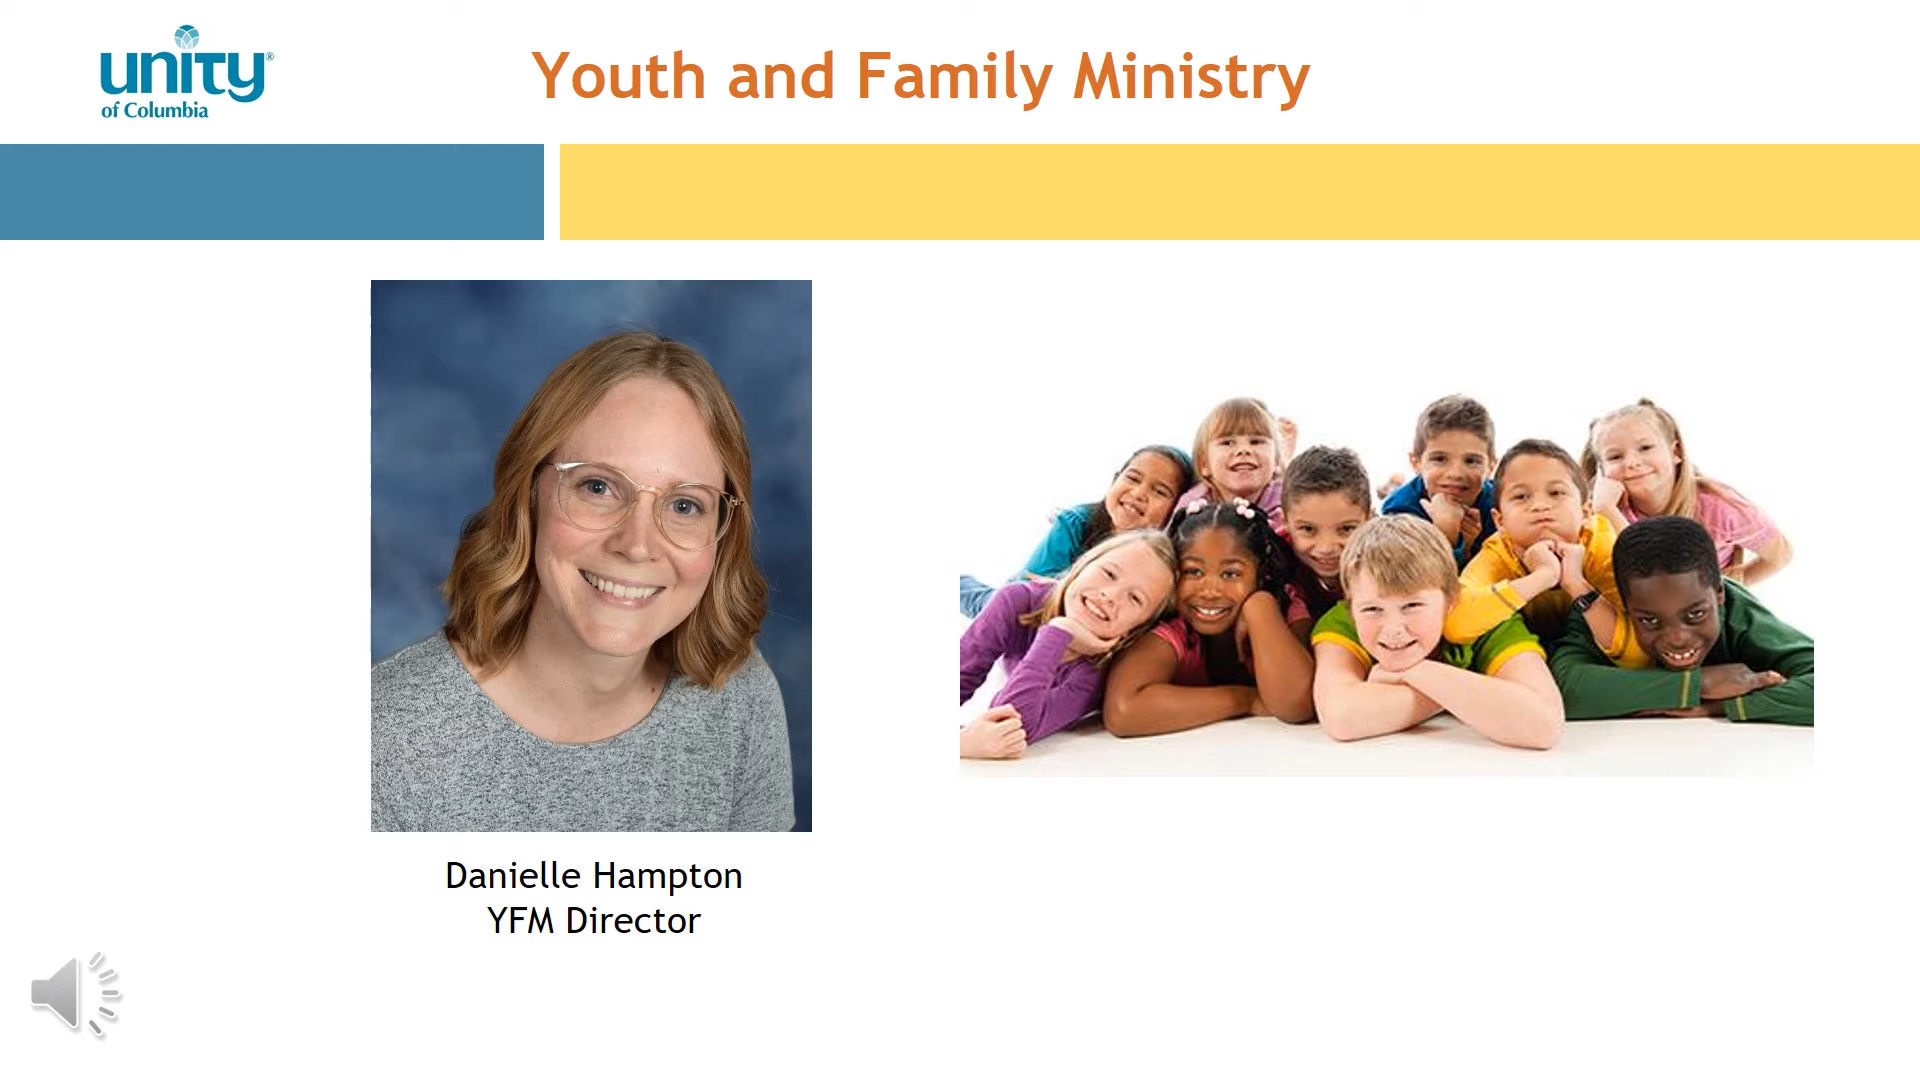 unity®
of Columbia
Youth and Family Ministry
Danielle Hampton
YFM Director